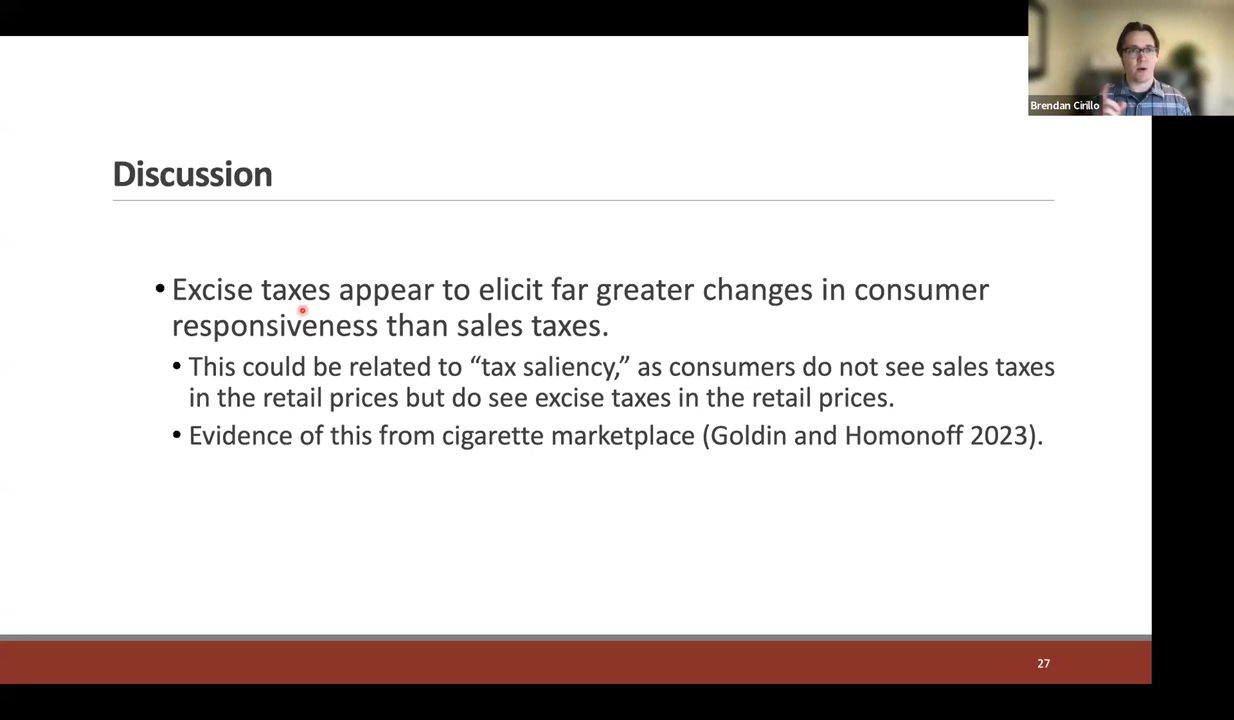 Brendan Cirillo
Discussion
• Excise taxes appear to elicit far greater changes in consumer
responsiveness than sales taxes.
• This could be related to “tax saliency,” as consumers do not see sales taxes
in the retail prices but do see excise taxes in the retail prices.
• Evidence of this from cigarette marketplace (Goldin and Homonoff 2023).
27